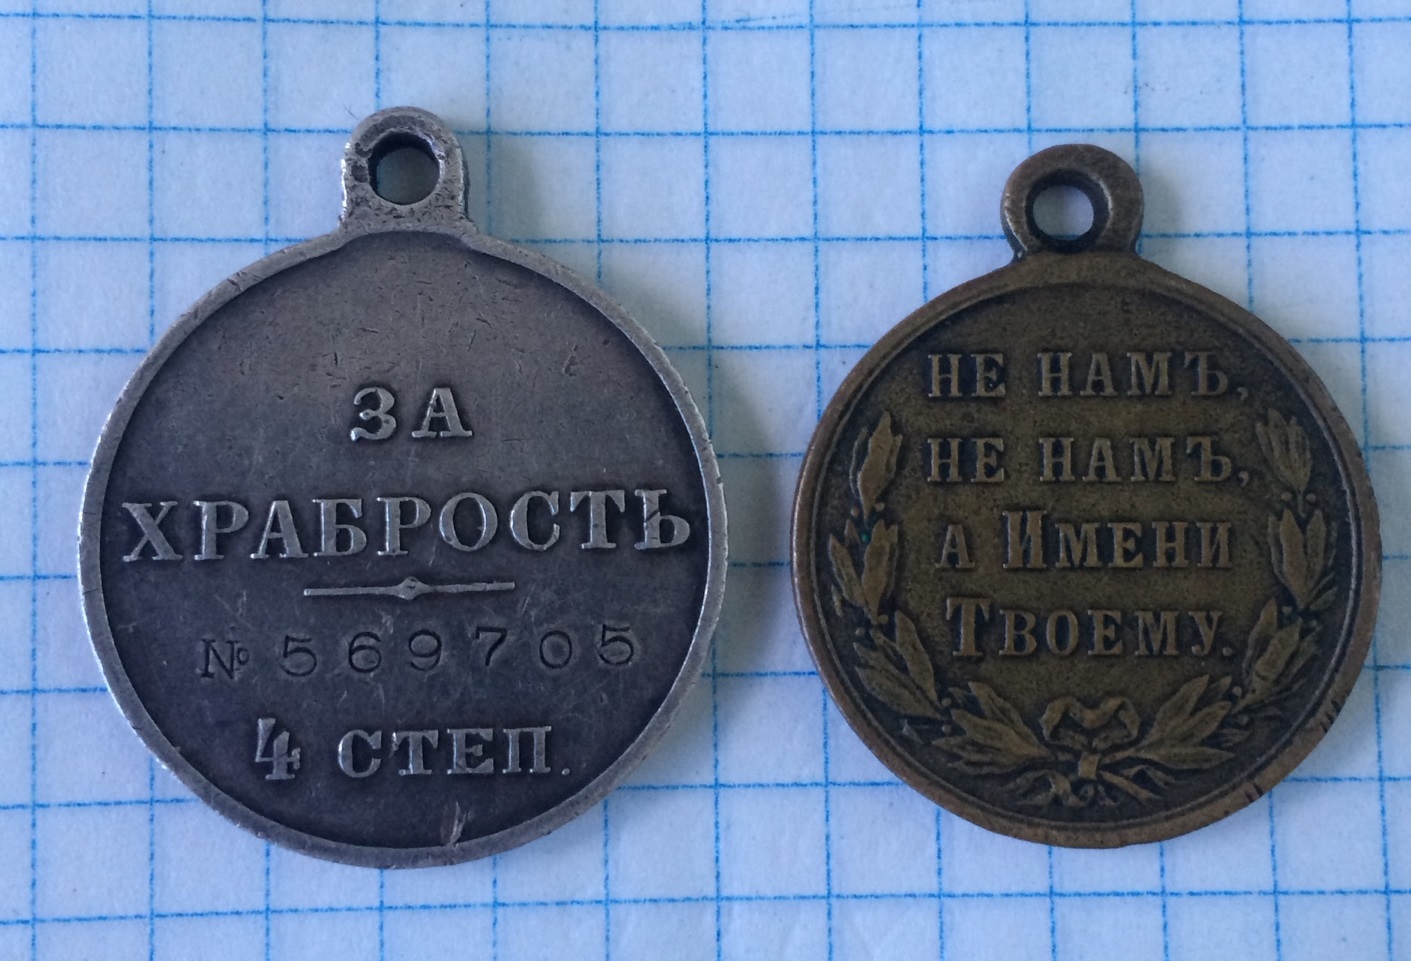 ЗА
ХРАБРОСТЬ
№ 569705
4 СТЕП.
НЕ НАМЪ,
НЕ НАМЪ,
А ИМЕНИ
ТВОЕМУ.